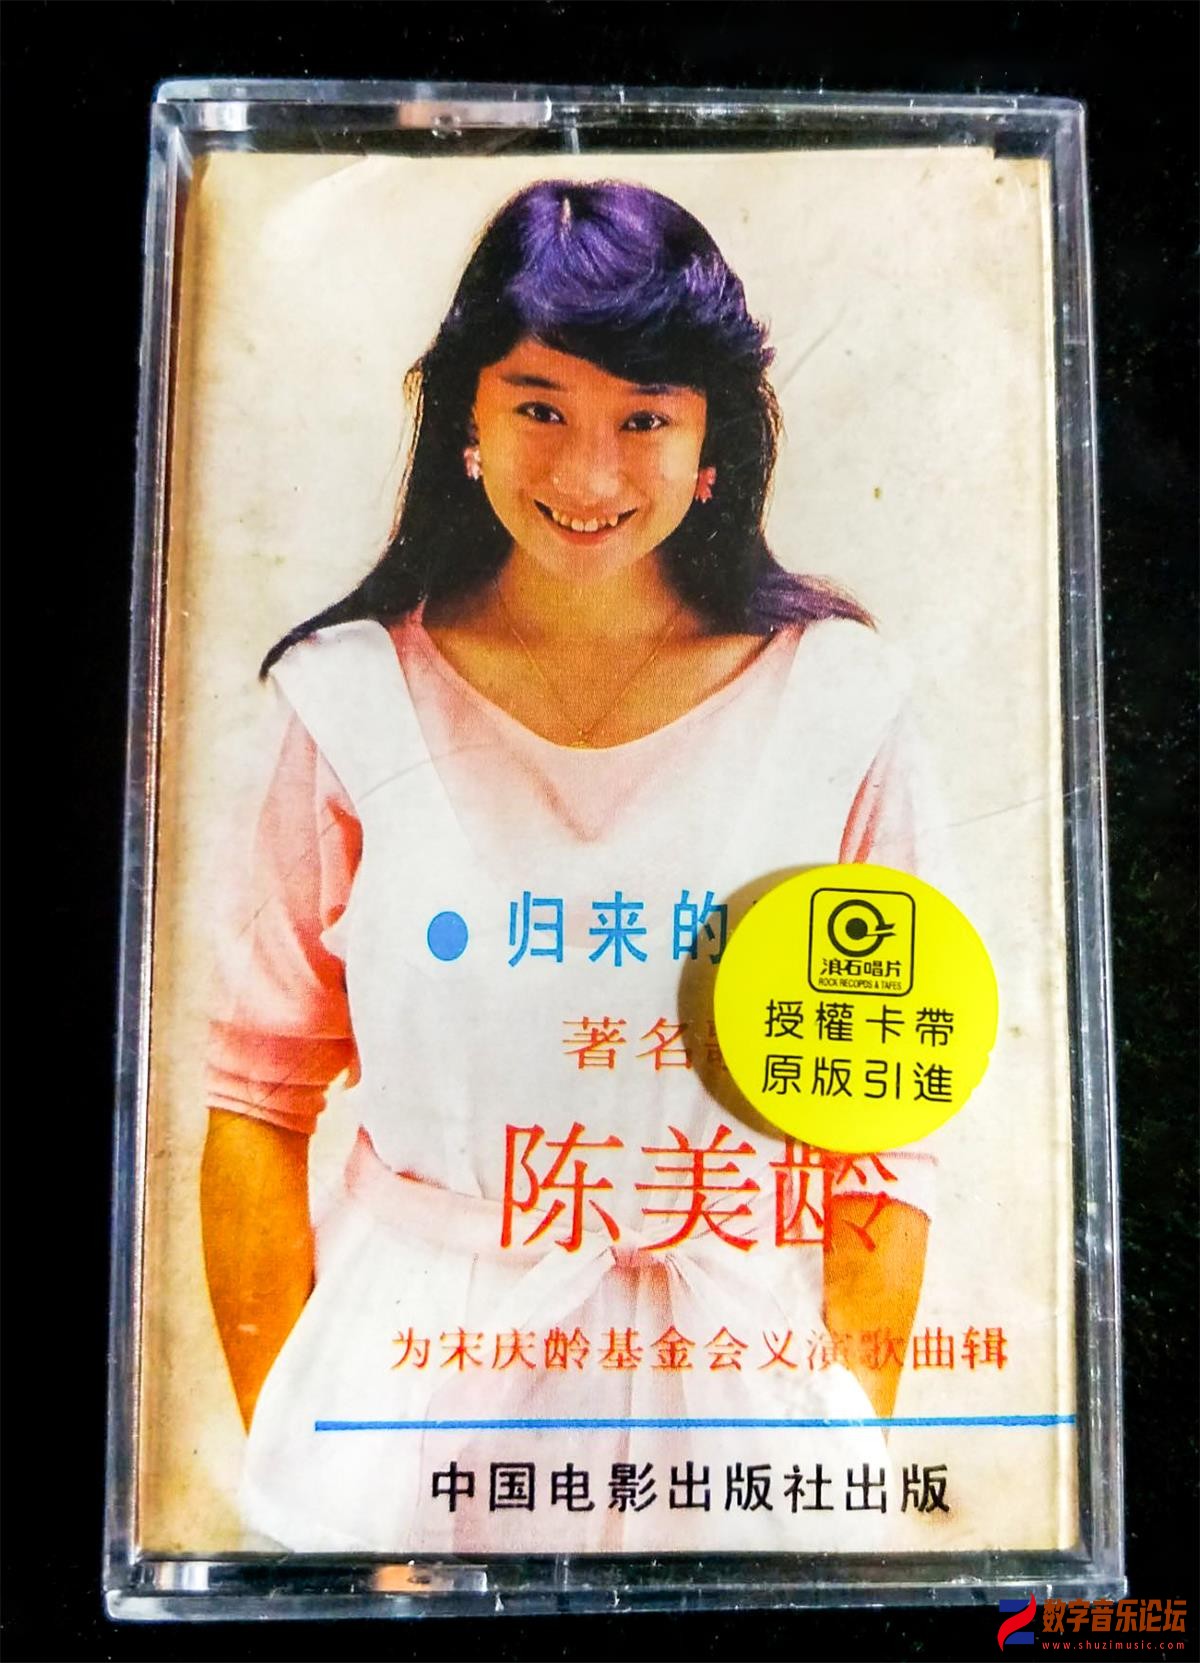 ● 归来的
著名歌
陈美龄
为宋庆龄基金会义演歌曲辑
中国电影出版社出版
滚石唱片
ROCK RECORDS & TAPES
授權卡帶
原版引進
数字音乐论坛
www.shuzimusic.com